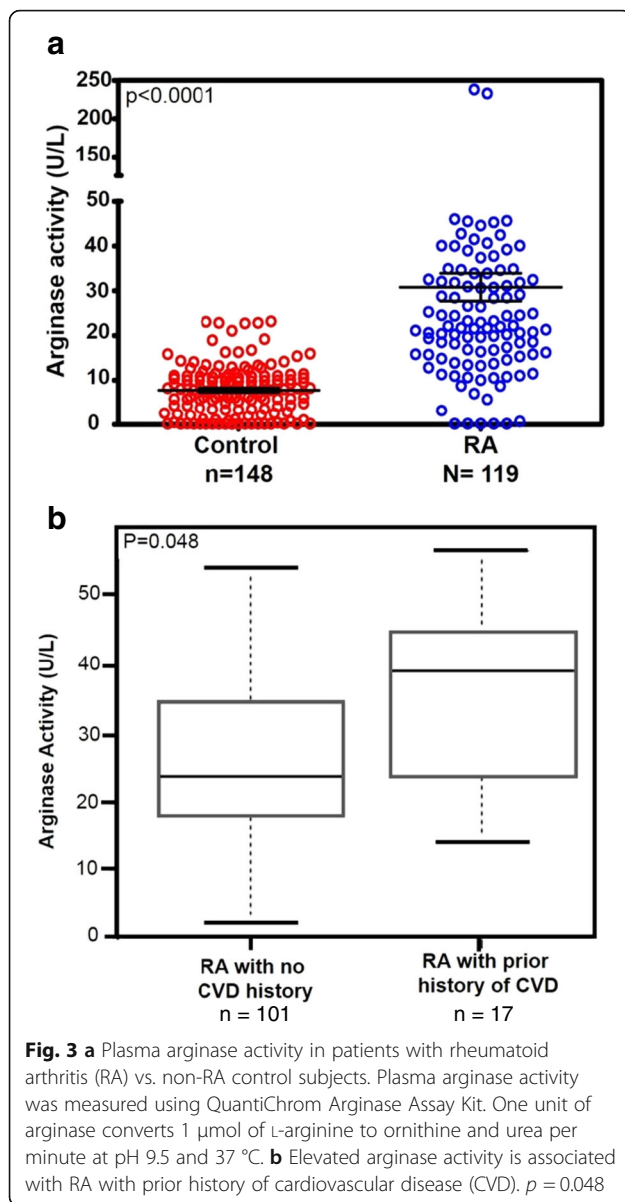 a
250
200
150
50
40
30
20
10
0
Arginase activity (U/L)
p<0.0001
Control
n=148
RA
N= 119
b
P=0.048
50
40
30
20
10
0
Arginase Activity (U/L)
RA with no
CVD history
n = 101
RA with prior
history of CVD
n = 17
Fig. 3 a Plasma arginase activity in patients with rheumatoid
arthritis (RA) vs. non-RA control subjects. Plasma arginase activity
was measured using QuantiChrom Arginase Assay Kit. One unit of
arginase converts 1 μmol of L-arginine to ornithine and urea per
minute at pH 9.5 and 37 °C. b Elevated arginase activity is associated
with RA with prior history of cardiovascular disease (CVD). p = 0.048